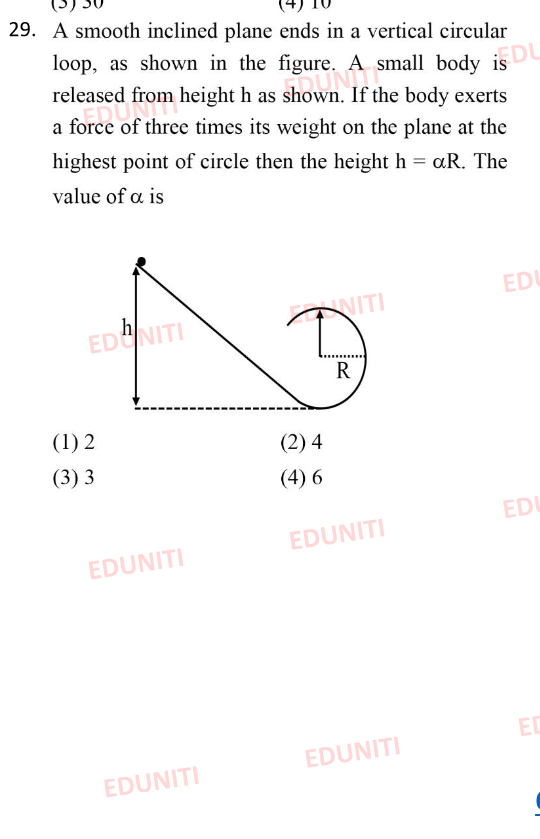 (3) 30 (4) 10
29. A smooth inclined plane ends in a vertical circular
loop, as shown in the figure. A small body is
released from height h as shown. If the body exerts
a force of three times its weight on the plane at the
highest point of circle then the height h = αR. The
value of α is
h
R
(1) 2 (2) 4
(3) 3 (4) 6
EDUNITI
EDUNITI
EDU
EDUNITI
EDUNITI
EDU
EDUNITI
EDUNITI
EDU
EDUNITI
EDUNITI